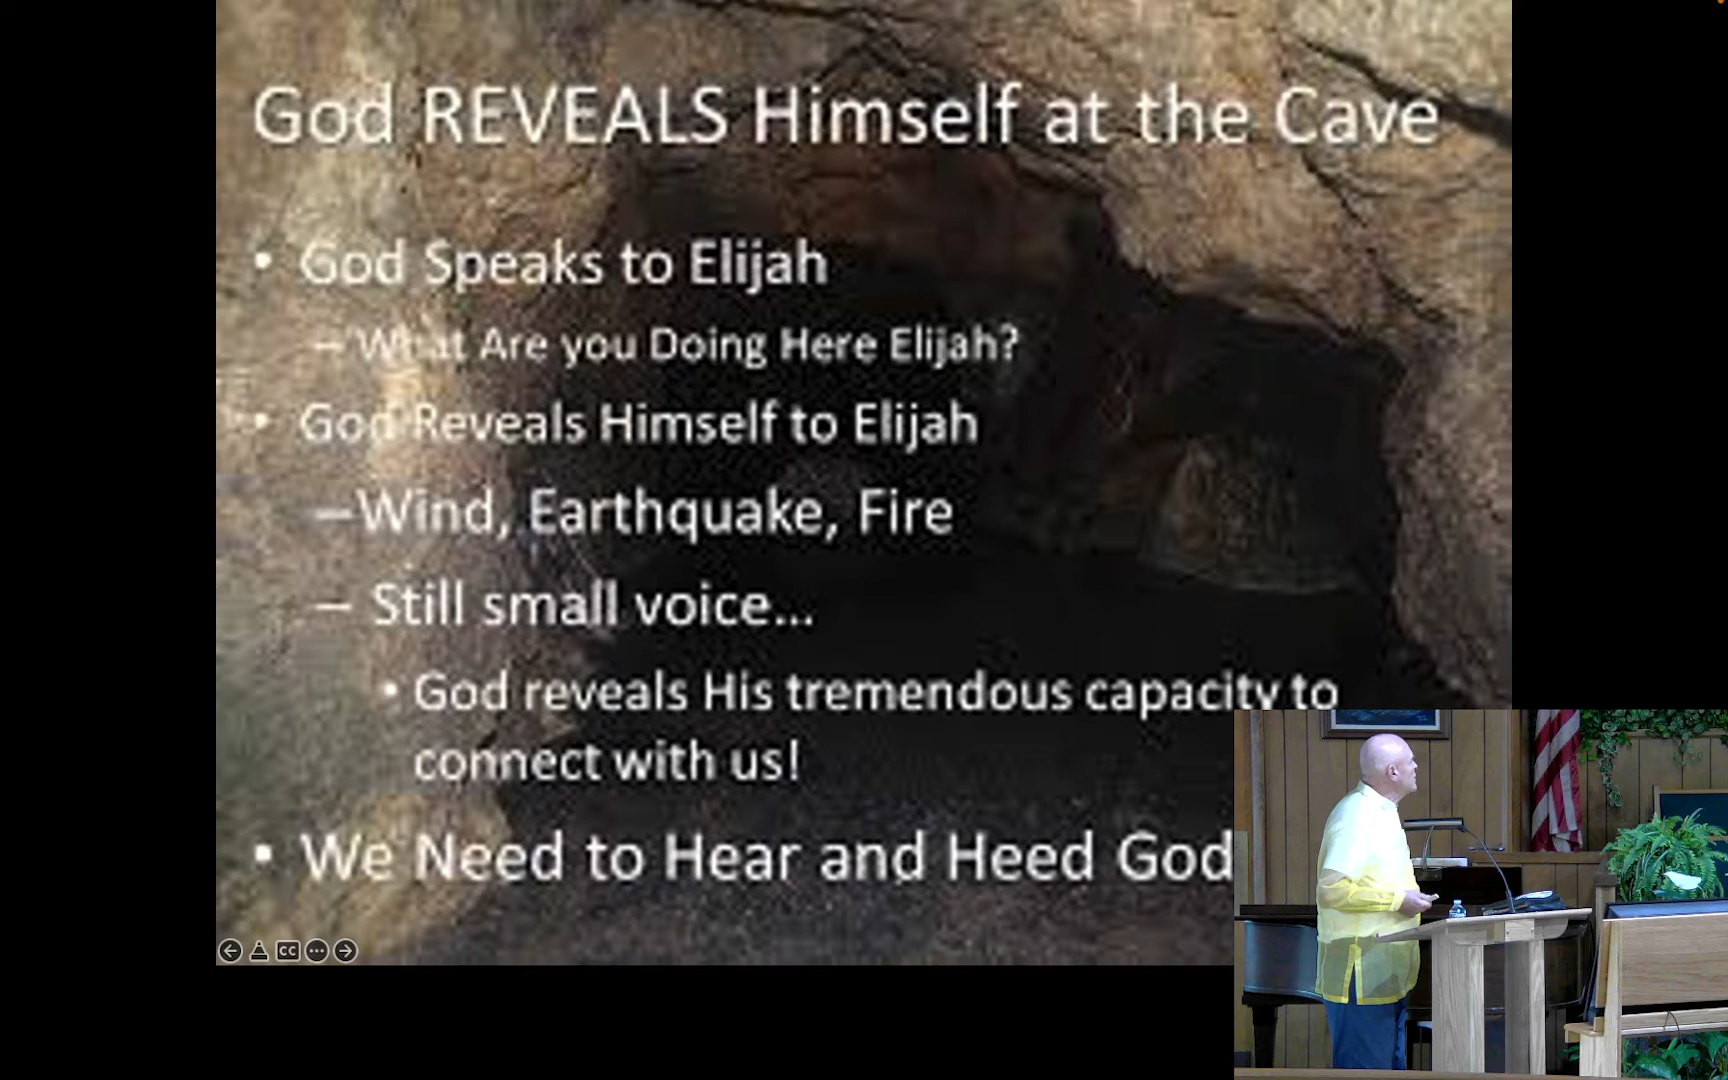 God REVEALS Himself at the Cave
• God Speaks to Elijah
– What Are you Doing Here Elijah?
• God Reveals Himself to Elijah
–Wind, Earthquake, Fire
– Still small voice...
• God reveals His tremendous capacity to
connect with us!
• We Need to Hear and Heed God
CC